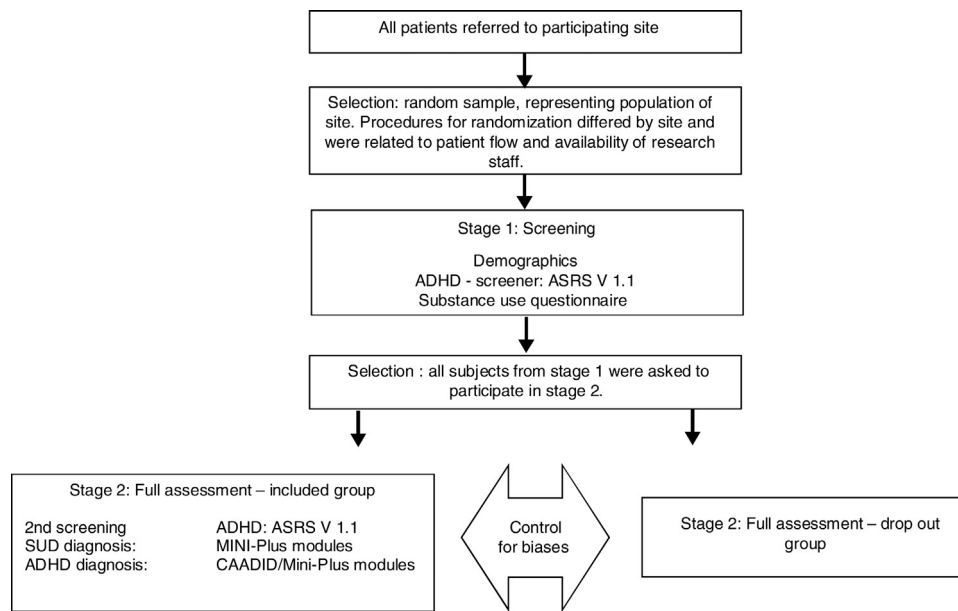 All patients referred to participating site
Selection: random sample, representing population of
site. Procedures for randomization differed by site and
were related to patient flow and availability of research
staff.
Stage 1: Screening
Demographics
ADHD - screener: ASRS V 1.1
Substance use questionnaire
Selection : all subjects from stage 1 were asked to
participate in stage 2.
Stage 2: Full assessment – included group
2nd screening ADHD: ASRS V 1.1
SUD diagnosis: MINI-Plus modules
ADHD diagnosis: CAADID/Mini-Plus modules
Control
for biases
Stage 2: Full assessment – drop out
group